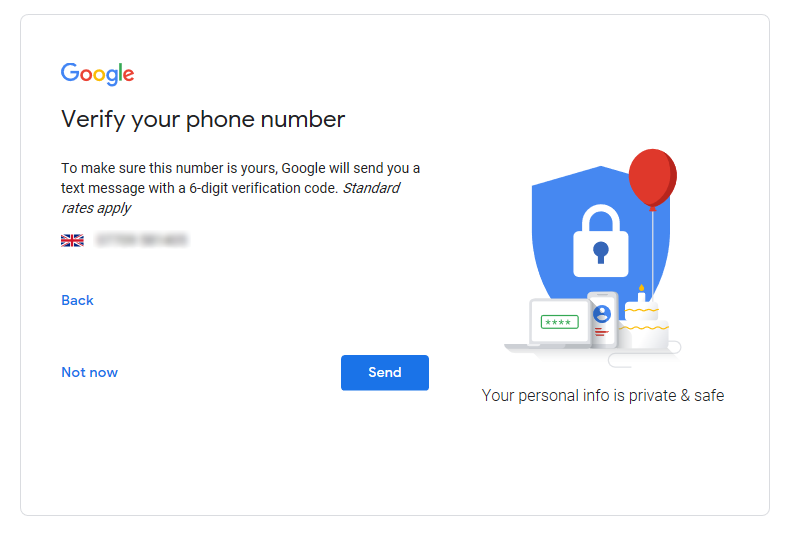 Google
Verify your phone number
To make sure this number is yours, Google will send you a
text message with a 6-digit verification code. Standard
rates apply
Back
Not now
Send
****
Your personal info is private & safe